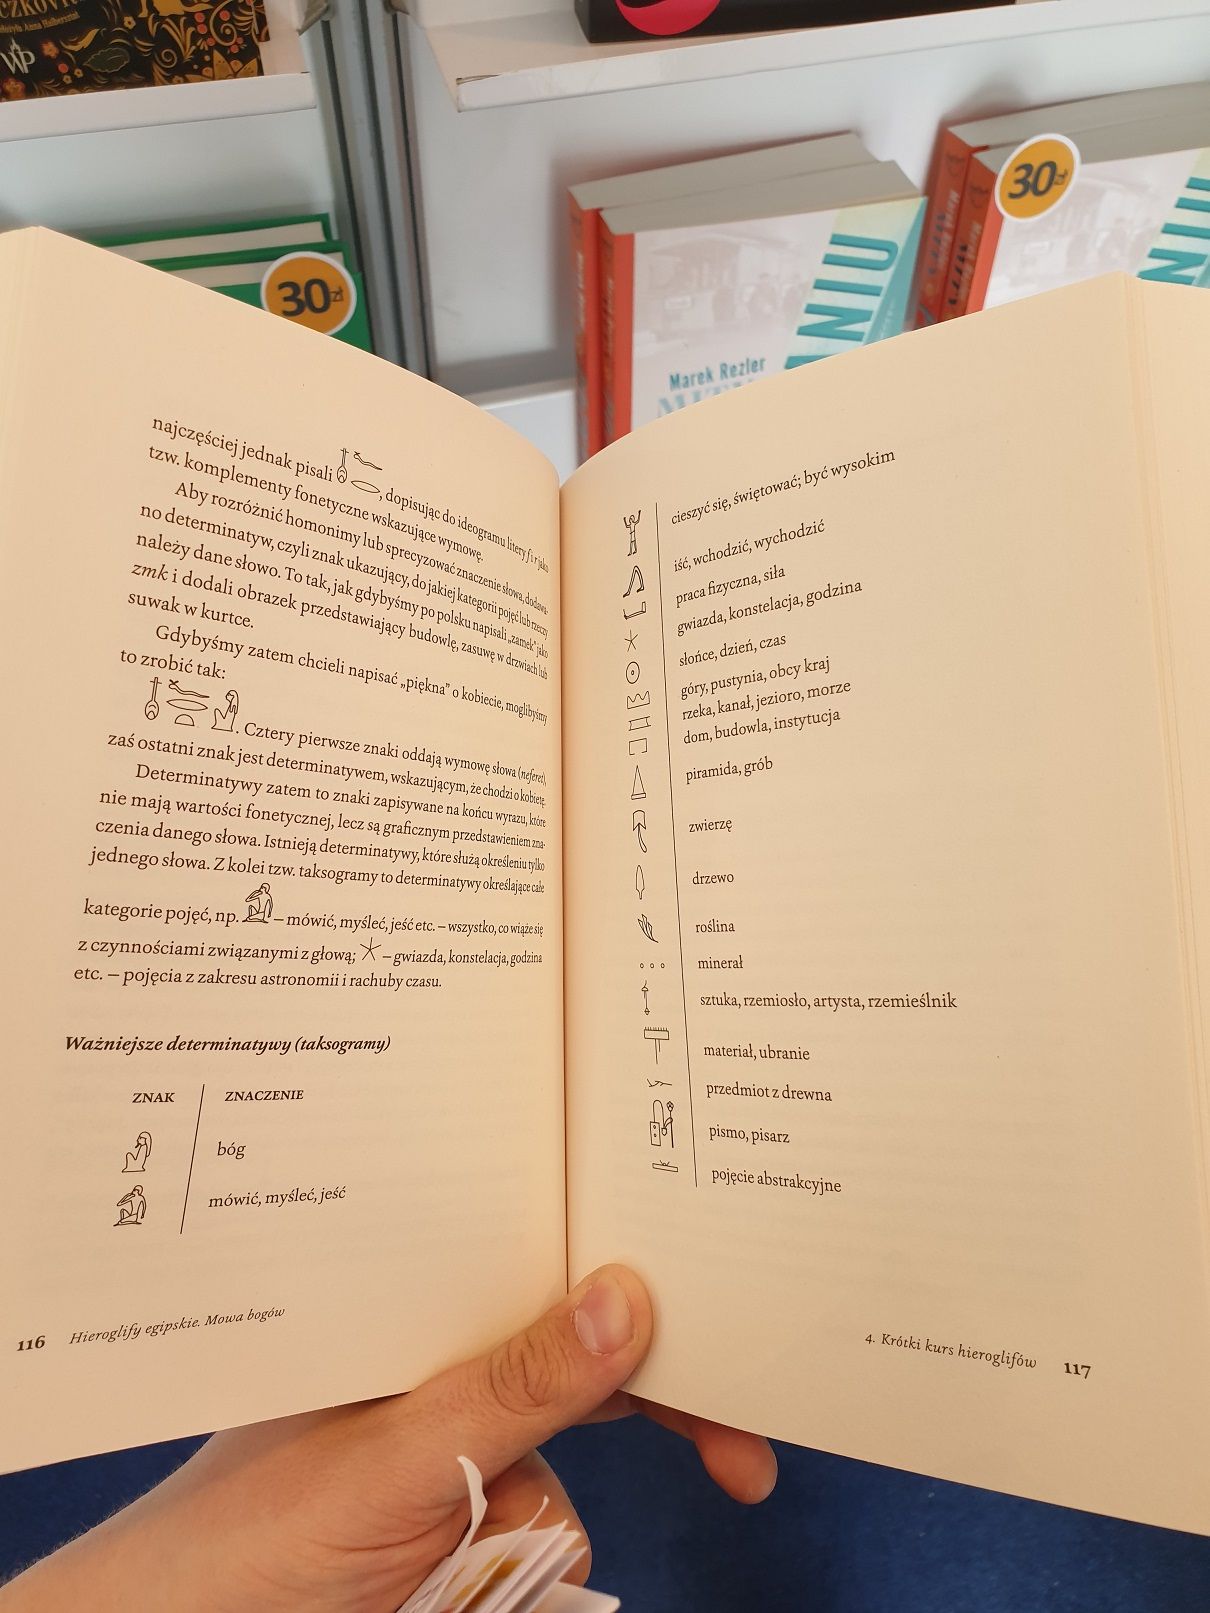 CZKOV
Anna Halbersztat
WP
30 zł
30 zł
NIU
NIU
Marek Rezler
najczęściej jednak pisali , dopisując do ideogramu litery f i r jako
tzw. komplementy fonetyczne wskazujące wymowę.
Aby rozróżnić homonimy lub sprecyzować znaczenie słowa, dodawa-
no determinatyw, czyli znak ukazujący, do jakiej kategorii pojęć lub rzeczy
należy dane słowo. To tak, jak gdybyśmy po polsku napisali „zamek” jako
zmk i dodali obrazek przedstawiający budowlę, zasuwę w drzwiach lub
suwak w kurtce.
Gdybyśmy zatem chcieli napisać „piękna” o kobiecie, moglibyśmy
to zrobić tak:
. Cztery pierwsze znaki oddają wymowę słowa (neferet),
zaś ostatni znak jest determinatywem, wskazującym, że chodzi o kobietę.
Determinatywy zatem to znaki zapisywane na końcu wyrazu, które
nie mają wartości fonetycznej, lecz są graficznym przedstawieniem zna-
czenia danego słowa. Istnieją determinatywy, które służą określeniu tylko
jednego słowa. Z kolei tzw. taksogramy to determinatywy określające całe
kategorie pojęć, np. – mówić, myśleć, jeść etc. – wszystko, co wiąże się
z czynnościami związanymi z głową; – gwiazda, konstelacja, godzina
etc. – pojęcia z zakresu astronomii i rachuby czasu.
Ważniejsze determinatywy (taksogramy)
ZNAK ZNACZENIE
bóg
mówić, myśleć, jeść
116 Hieroglify egipskie. Mowa bogów
cieszyć się, świętować; być wysokim
iść, wchodzić, wychodzić
praca fizyczna, siła
gwiazda, konstelacja, godzina
słońce, dzień, czas
góry, pustynia, obcy kraj
rzeka, kanał, jezioro, morze
dom, budowla, instytucja
piramida, grób
zwierzę
drzewo
roślina
minerał
sztuka, rzemiosło, artysta, rzemieślnik
materiał, ubranie
przedmiot z drewna
pismo, pisarz
pojęcie abstrakcyjne
4. Krótki kurs hieroglifów 117